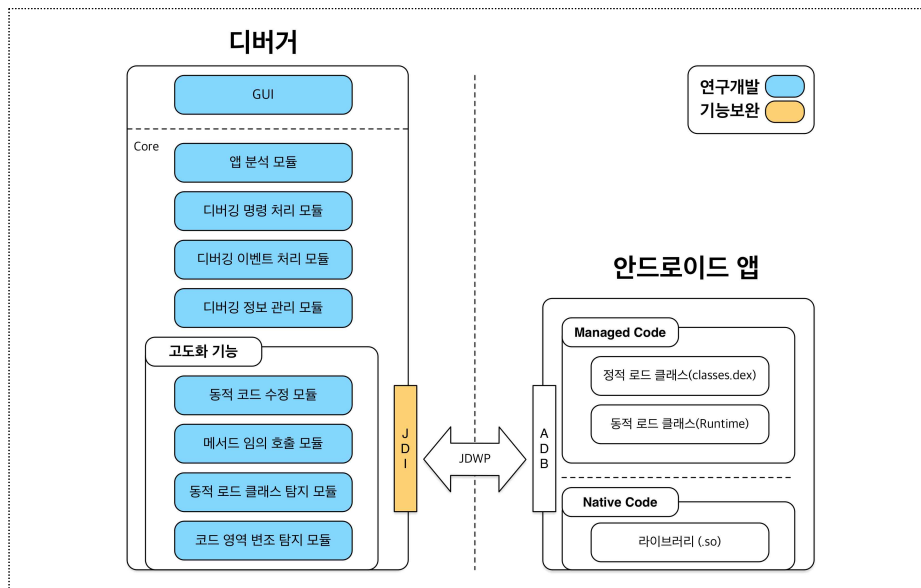 디버거
GUI
Core
앱 분석 모듈
디버깅 명령 처리 모듈
디버깅 이벤트 처리 모듈
디버깅 정보 관리 모듈
고도화 기능
동적 코드 수정 모듈
메서드 임의 호출 모듈
동적 로드 클래스 탐지 모듈
코드 영역 변조 탐지 모듈
JDI
JDWP
ADB
연구개발
기능보완
안드로이드 앱
Managed Code
정적 로드 클래스(classes.dex)
동적 로드 클래스(Runtime)
Native Code
라이브러리 (.so)